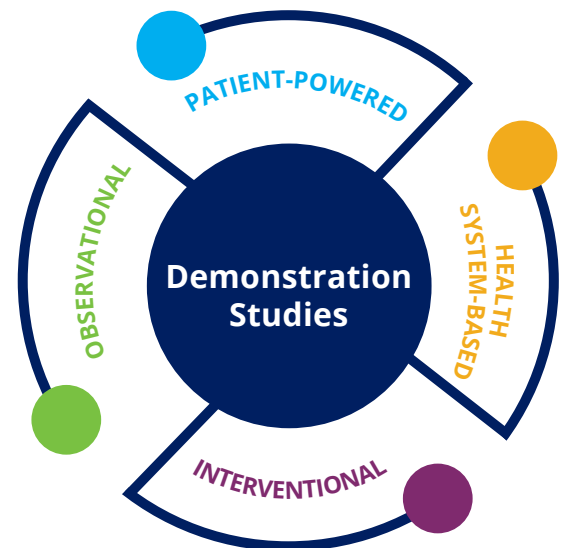 PATIENT-POWERED
HEALTH
SYSTEM-BASED
Demonstration
Studies
OBSERVATIONAL
INTERVENTIONAL